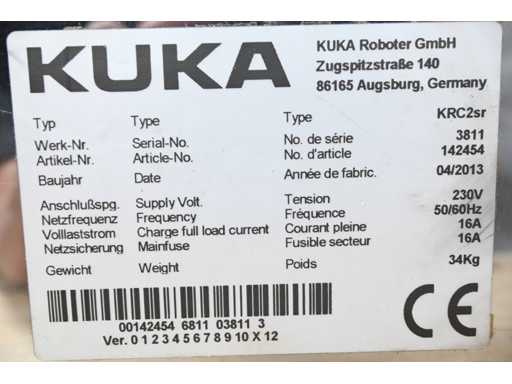 KUKA
KUKA Roboter GmbH
Zugspitzstraße 140
86165 Augsburg, Germany
Typ Type Type KRC2sr
Werk-Nr. Serial-No. No. de série 3811
Artikel-Nr. Article-No. No. d'article 142454
Baujahr Date Année de fabric. 04/2013
Anschlußspg. Supply Volt. Tension 230V
Netzfrequenz Frequency Fréquence 50/60Hz
Volllaststrom Charge full load current Courant pleine 16A
Netzsicherung Mainfuse Fusible secteur 16A
Gewicht Weight Poids 34Kg
00142454 6811 03811 3
Ver. 0 1 2 3 4 5 6 7 8 9 10 X 12
CE